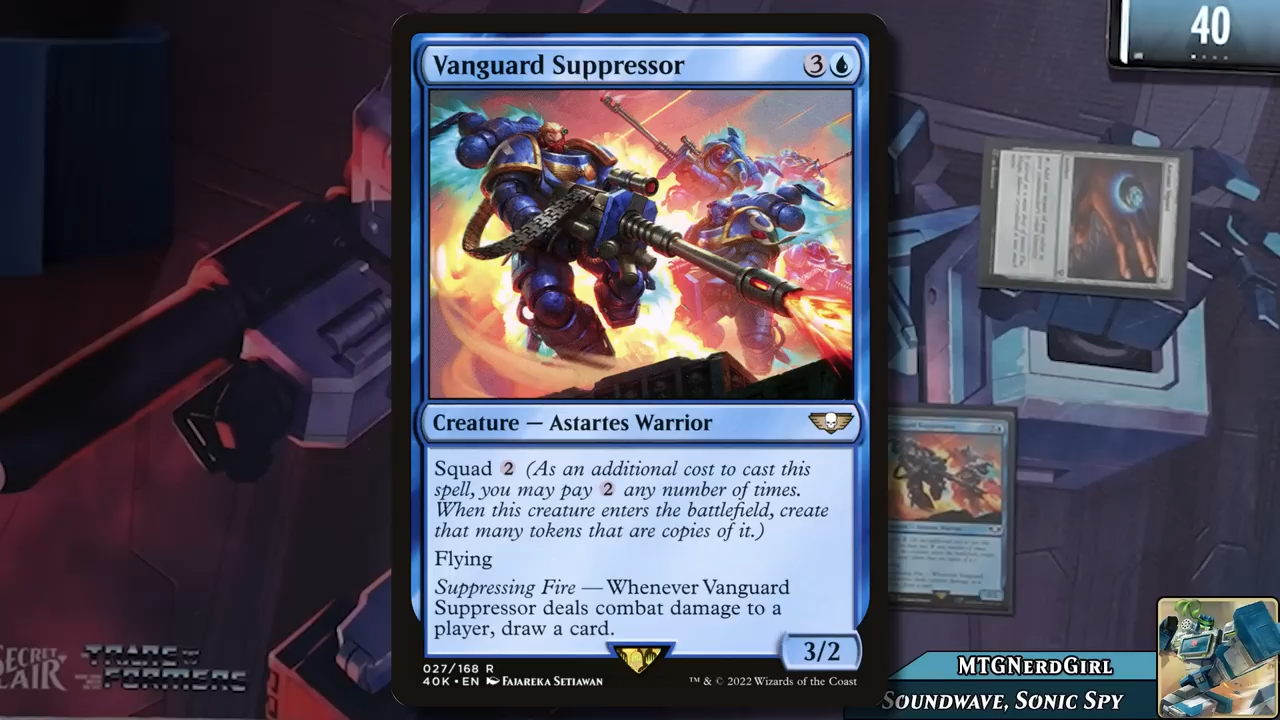 40
Vanguard Suppressor
3
Creature — Astartes Warrior
Squad 2 (As an additional cost to cast this
spell, you may pay 2 any number of times.
When this creature enters the battlefield, create
that many tokens that are copies of it.)
Flying
Suppressing Fire — Whenever Vanguard
Suppressor deals combat damage to a
player, draw a card.
3/2
027/168 R
40K • EN Fajareka Setiawan
™ & © 2022 Wizards of the Coast
Secret
Lair
Transformers
MTGNerdGirl
Soundwave, Sonic Spy